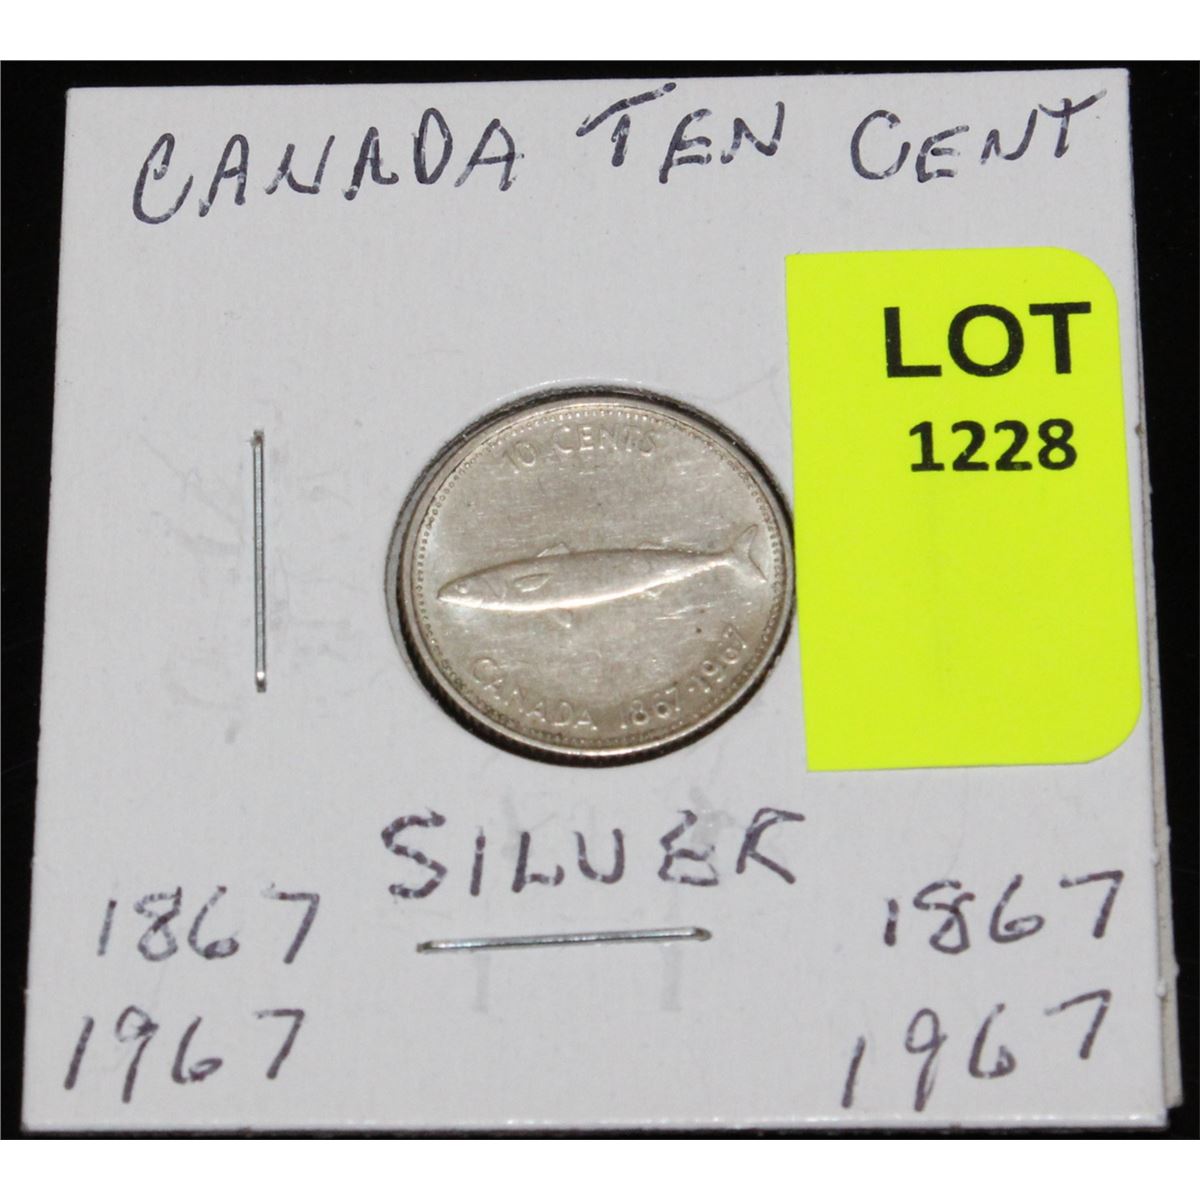 CANADA TEN CENT
LOT
1228
10 CENTS
CANADA 1867·1967
SILVER
1867
1967
1867
1967